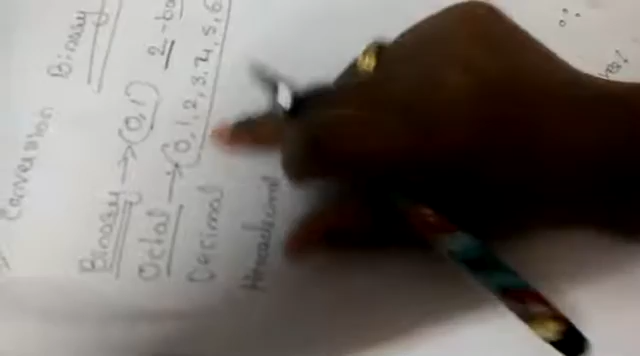 Conversion Binary
Binary → (0, 1) 2-ba
Octal → (0, 1, 2, 3, 4, 5, 6
Decimal
Hexadecimal